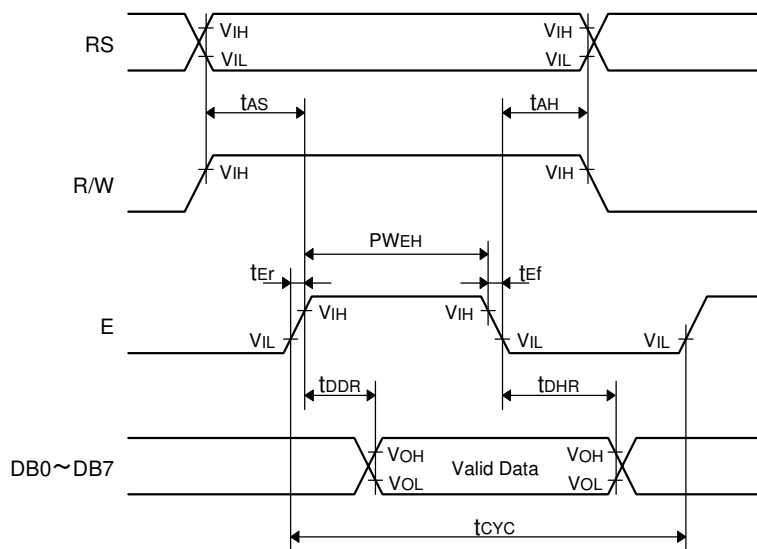 RS
VIH
VIL
VIH
VIL
tAS
tAH
R/W
VIH
VIH
PWEH
tEr
tEf
E
VIH
VIH
VIL
VIL
VIL
tDDR
tDHR
DB0～DB7
VOH
VOL
Valid Data
VOH
VOL
tCYC